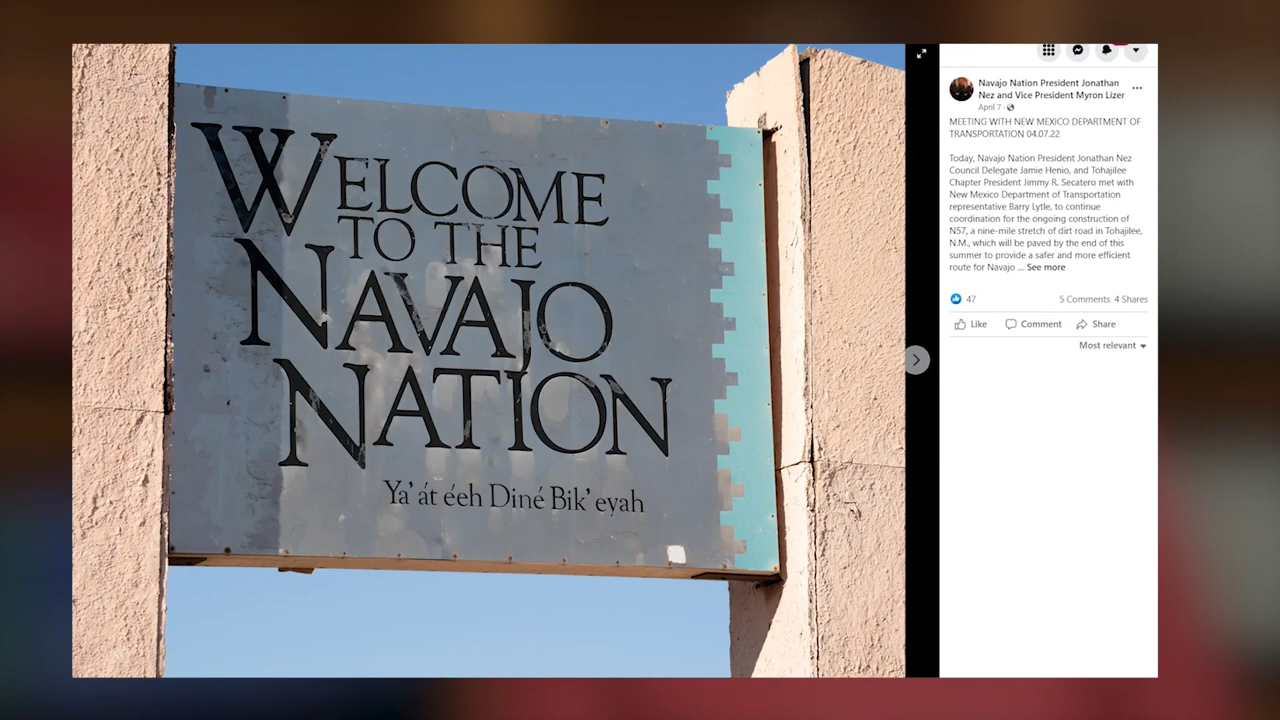 WELCOME
TO THE
NAVAJO
NATION
Ya' át éeh Diné Bik' eyah
Navajo Nation President Jonathan
Nez and Vice President Myron Lizer
April 7 ·
MEETING WITH NEW MEXICO DEPARTMENT OF
TRANSPORTATION 04.07.22
Today, Navajo Nation President Jonathan Nez
Council Delegate Jamie Henio, and Tohajilee
Chapter President Jimmy R. Secatero met with
New Mexico Department of Transportation
representative Barry Lytle, to continue
coordination for the ongoing construction of
N57, a nine-mile stretch of dirt road in Tohajilee,
N.M., which will be paved by the end of this
summer to provide a safer and more efficient
route for Navajo ... See more
47 5 Comments 4 Shares
Like Comment Share
Most relevant